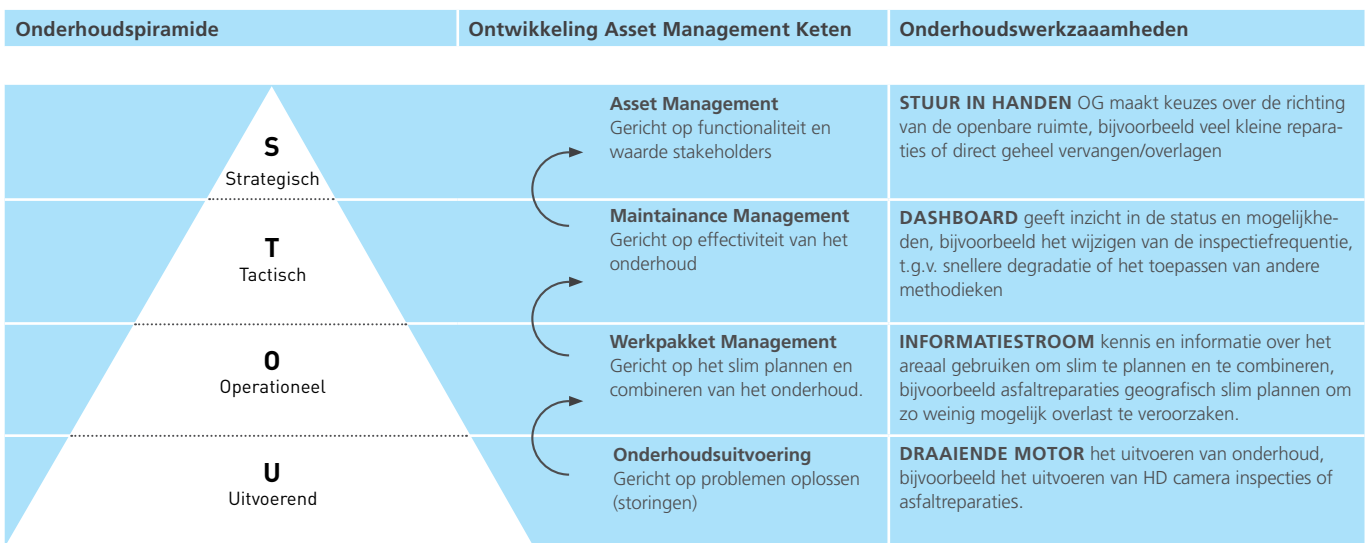 Onderhoudspiramide
Ontwikkeling Asset Management Keten
Onderhoudswerkzaaamheden
S
Strategisch
Asset Management
Gericht op functionaliteit en
waarde stakeholders
STUUR IN HANDEN OG maakt keuzes over de richting
van de openbare ruimte, bijvoorbeeld veel kleine repara-
ties of direct geheel vervangen/overlagen
T
Tactisch
Maintainance Management
Gericht op effectiviteit van het
onderhoud
DASHBOARD geeft inzicht in de status en mogelijkhe-
den, bijvoorbeeld het wijzigen van de inspectiefrequentie,
t.g.v. snellere degradatie of het toepassen van andere
methodieken
O
Operationeel
Werkpakket Management
Gericht op het slim plannen en
combineren van het onderhoud.
INFORMATIESTROOM kennis en informatie over het
areaal gebruiken om slim te plannen en te combineren,
bijvoorbeeld asfaltreparaties geografisch slim plannen om
zo weinig mogelijk overlast te veroorzaken.
U
Uitvoerend
Onderhoudsuitvoering
Gericht op problemen oplossen
(storingen)
DRAAIENDE MOTOR het uitvoeren van onderhoud,
bijvoorbeeld het uitvoeren van HD camera inspecties of
asfaltreparaties.